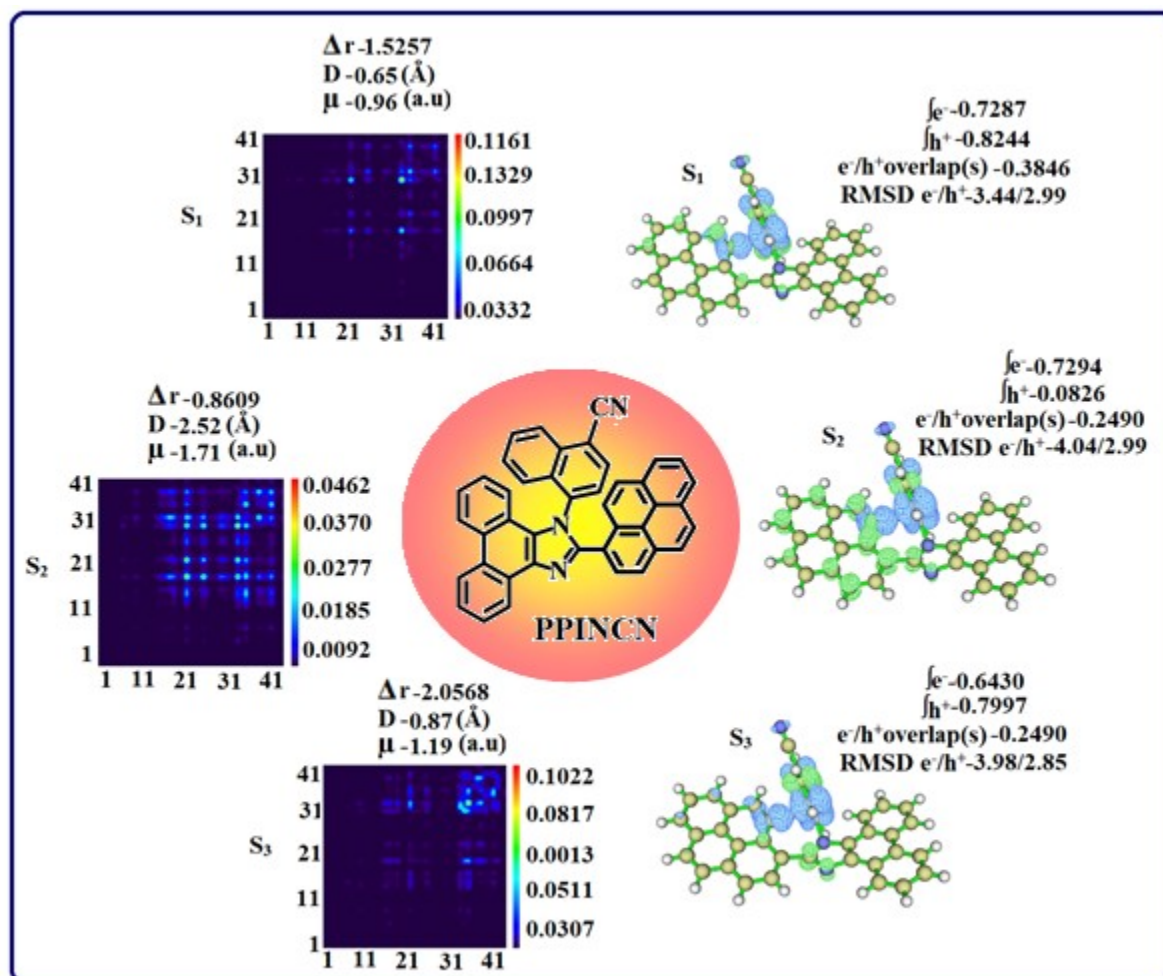 Δ r-1.5257
D -0.65 (Å)
μ -0.96 (a.u)
S1
41
31
21
11
1
1 11 21 31 41
0.1161
0.1329
0.0997
0.0664
0.0332
S1
∫e⁻-0.7287
∫h⁺-0.8244
e⁻/h⁺overlap(s) -0.3846
RMSD e⁻/h⁺-3.44/2.99
Δ r-0.8609
D -2.52 (Å)
μ -1.71 (a.u)
S2
41
31
21
11
1
1 11 21 31 41
0.0462
0.0370
0.0277
0.0185
0.0092
CN
N
N
PPINCN
S2
∫e⁻-0.7294
∫h⁺-0.0826
e⁻/h⁺overlap(s) -0.2490
RMSD e⁻/h⁺-4.04/2.99
Δ r-2.0568
D -0.87 (Å)
μ -1.19 (a.u)
S3
41
31
21
11
1
1 11 21 31 41
0.1022
0.0817
0.0013
0.0511
0.0307
S3
∫e⁻-0.6430
∫h⁺-0.7997
e⁻/h⁺overlap(s) -0.2490
RMSD e⁻/h⁺-3.98/2.85